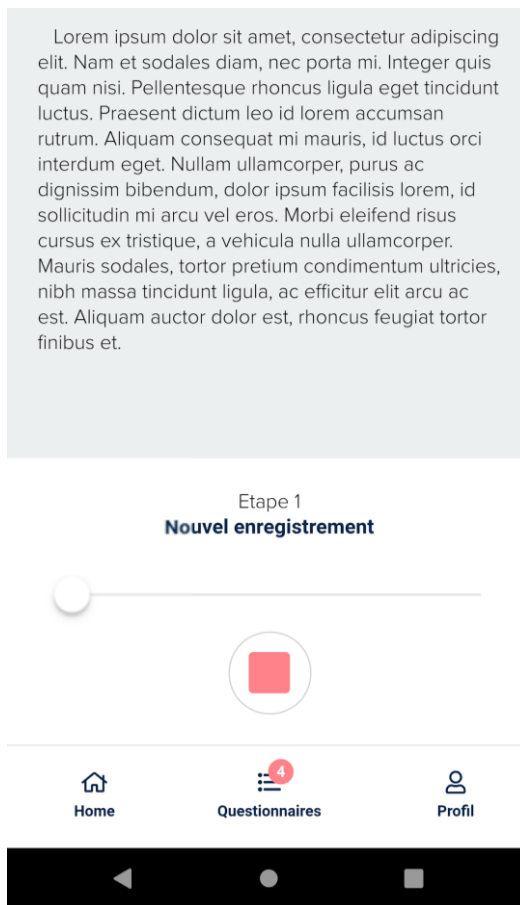 Lorem ipsum dolor sit amet, consectetur adipiscing
elit. Nam et sodales diam, nec porta mi. Integer quis
quam nisi. Pellentesque rhoncus ligula eget tincidunt
luctus. Praesent dictum leo id lorem accumsan
rutrum. Aliquam consequat mi mauris, id luctus orci
interdum eget. Nullam ullamcorper, purus ac
dignissim bibendum, dolor ipsum facilisis lorem, id
sollicitudin mi arcu vel eros. Morbi eleifend risus
cursus ex tristique, a vehicula nulla ullamcorper.
Mauris sodales, tortor pretium condimentum ultricies,
nibh massa tincidunt ligula, ac efficitur elit arcu ac
est. Aliquam auctor dolor est, rhoncus feugiat tortor
finibus et.
Etape 1
Nouvel enregistrement
4
Home
Questionnaires
Profil